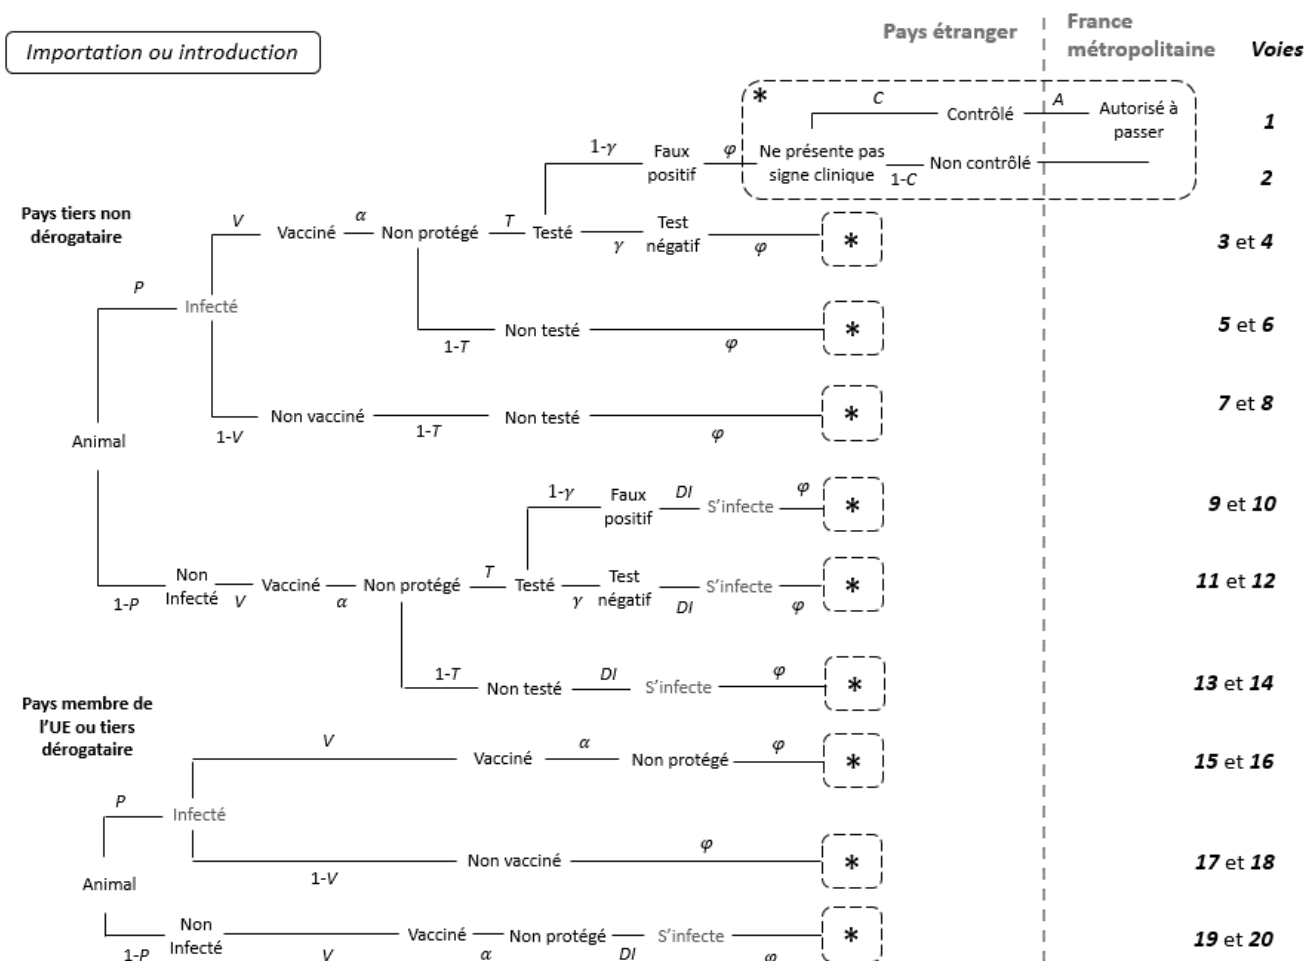 Importation ou introduction
Pays étranger
France
métropolitaine
Voies
*
C
Contrôlé
A
Autorisé à
passer
1
1-γ
Faux
positif
φ
Ne présente pas
signe clinique
1-C
Non contrôlé
2
Pays tiers non
dérogataire
V
Vacciné
α
Non protégé
T
Testé
γ
Test
négatif
φ
*
3 et 4
P
Infecté
1-T
Non testé
φ
*
5 et 6
1-V
Non vacciné
1-T
Non testé
φ
*
7 et 8
Animal
1-γ
Faux
positif
DI
S'infecte
φ
*
9 et 10
1-P
Non
Infecté
V
Vacciné
α
Non protégé
T
Testé
γ
Test
négatif
DI
S'infecte
φ
*
11 et 12
1-T
Non testé
DI
S'infecte
φ
*
13 et 14
Pays membre de
l'UE ou tiers
dérogataire
V
Vacciné
α
Non protégé
φ
*
15 et 16
P
Infecté
1-V
Non vacciné
φ
*
17 et 18
Animal
1-P
Non
Infecté
V
Vacciné
α
Non protégé
DI
S'infecte
φ
*
19 et 20